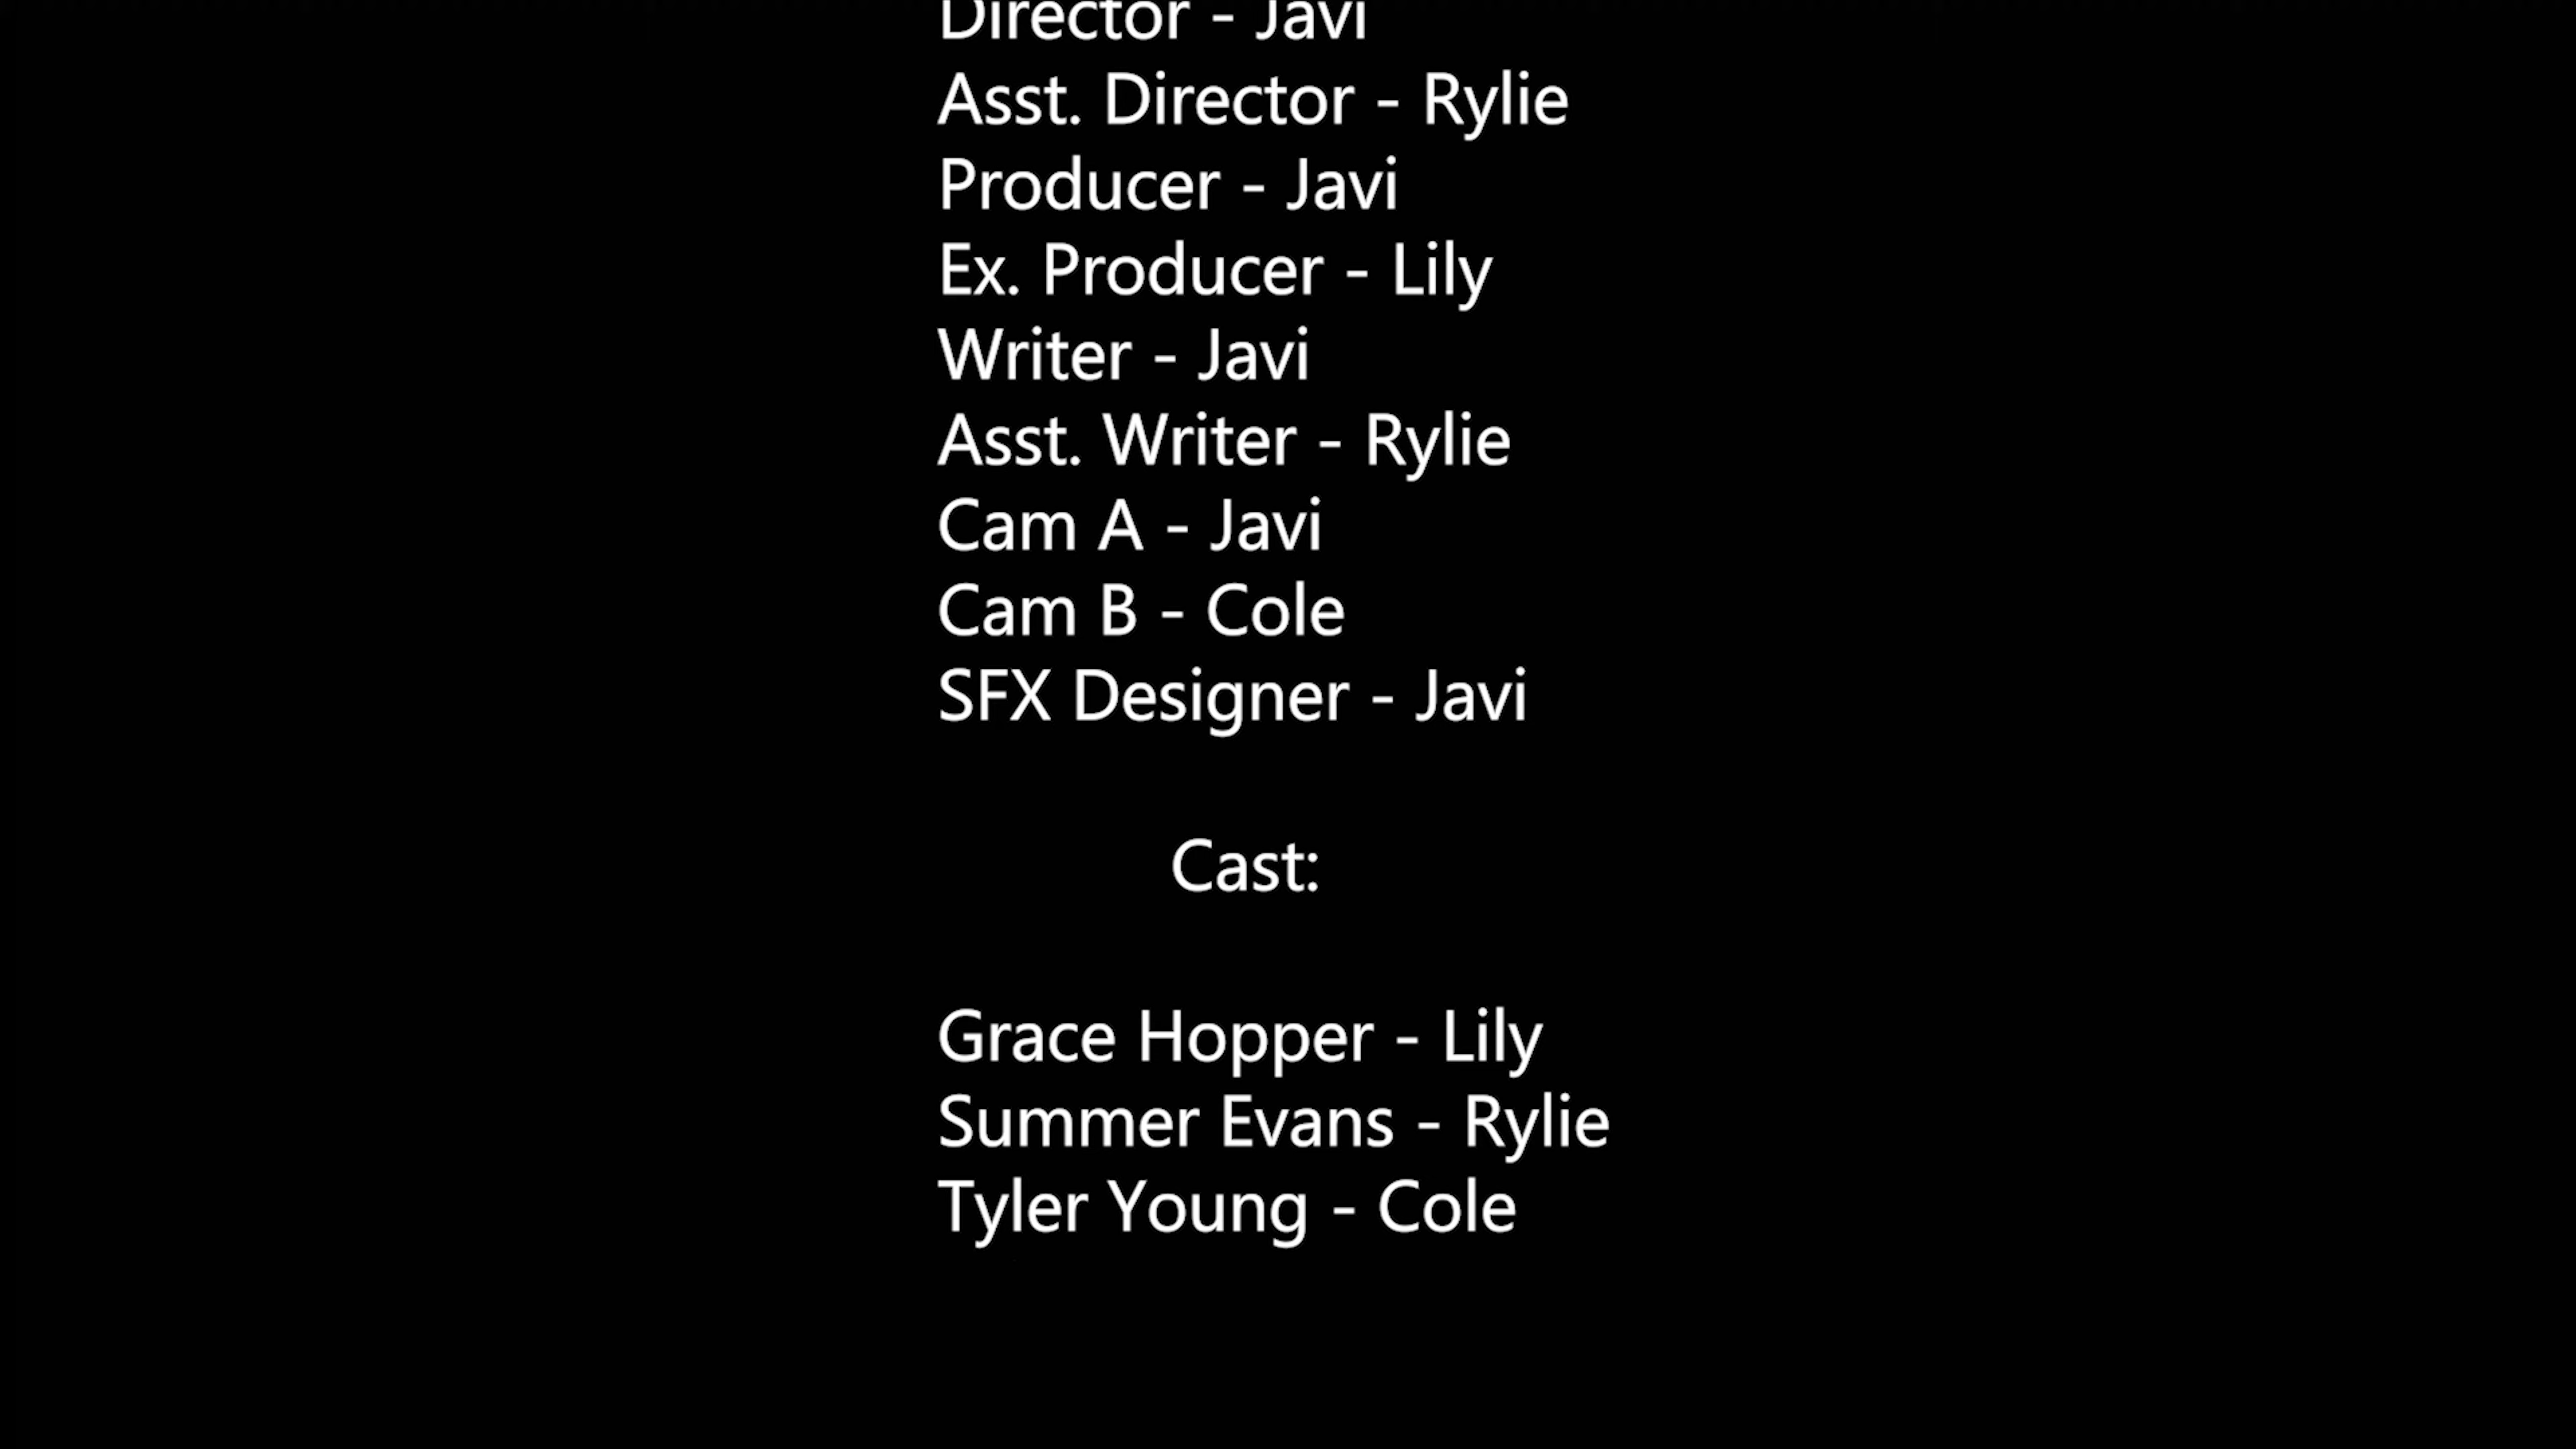 Director - Javi
Asst. Director - Rylie
Producer - Javi
Ex. Producer - Lily
Writer - Javi
Asst. Writer - Rylie
Cam A - Javi
Cam B - Cole
SFX Designer - Javi
Cast:
Grace Hopper - Lily
Summer Evans - Rylie
Tyler Young - Cole